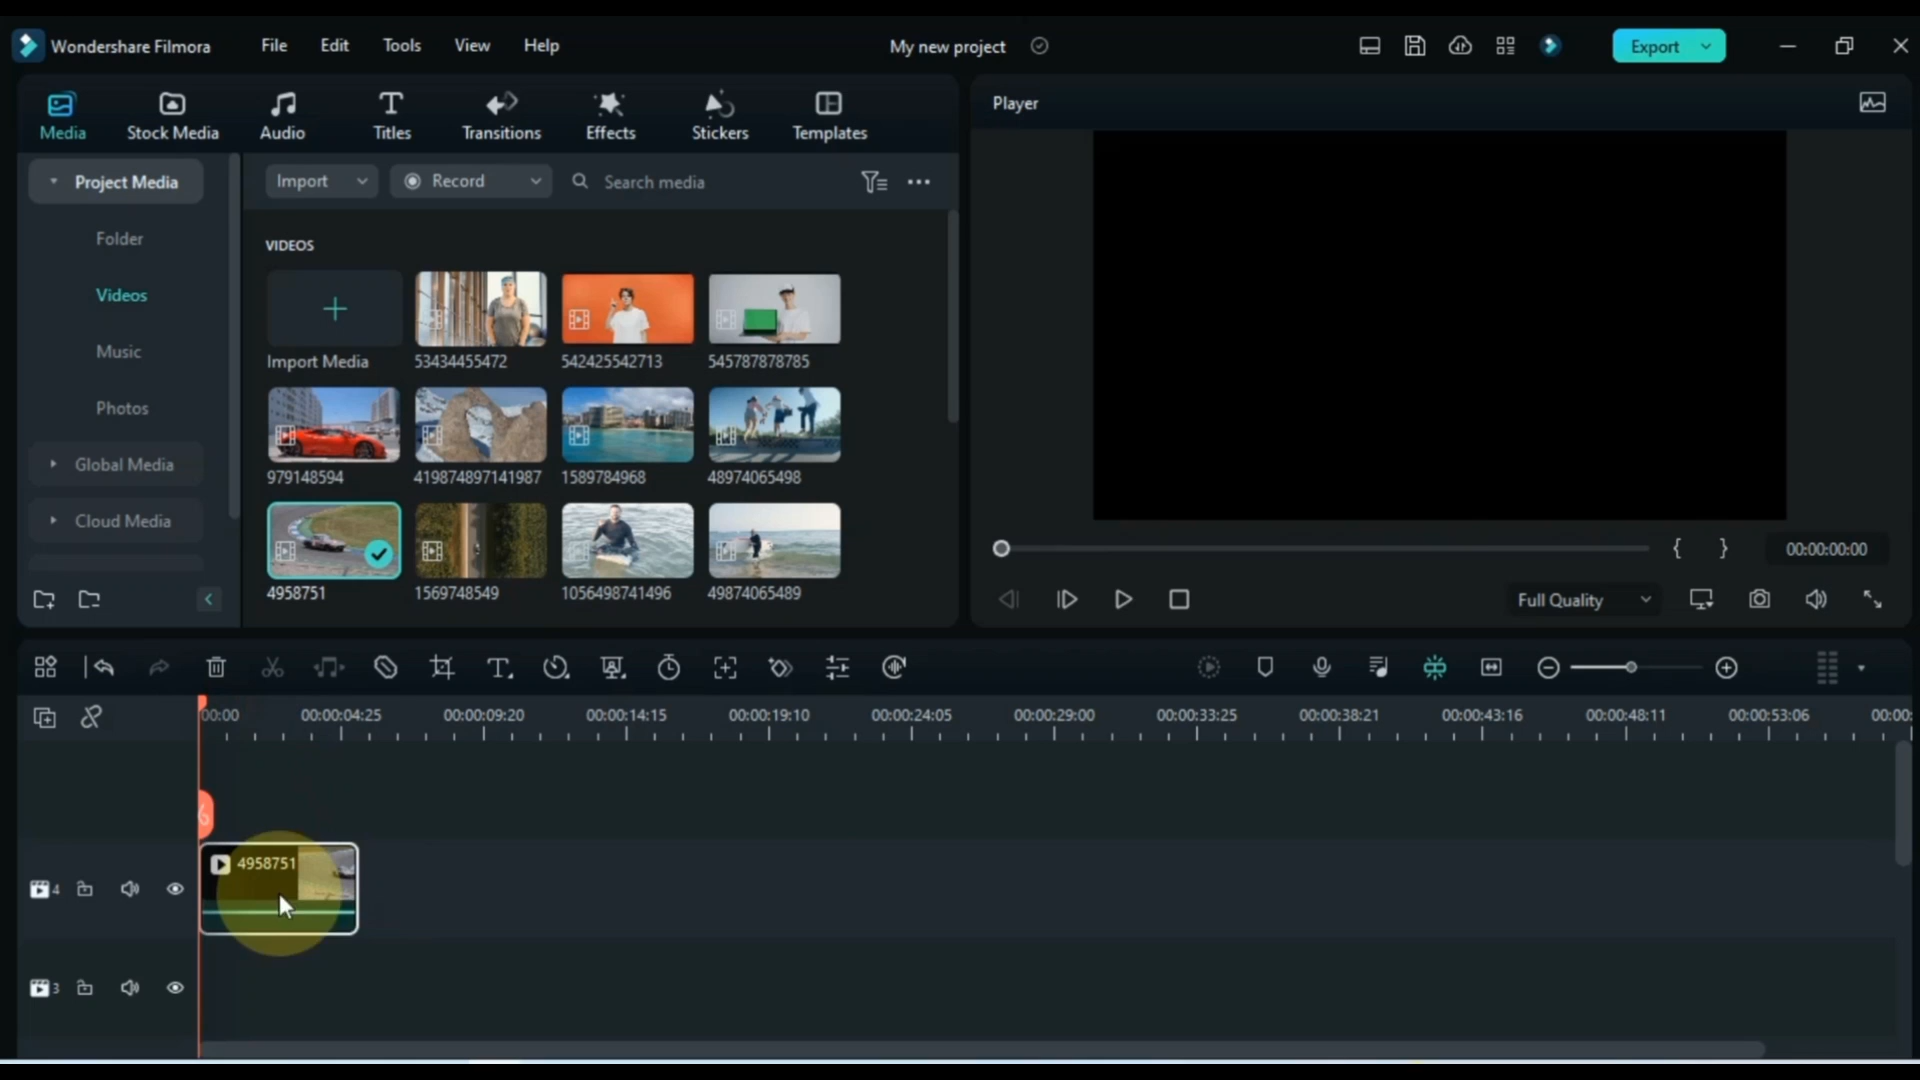 Wondershare Filmora
File
Edit
Tools
View
Help
My new project
Export
Media
Stock Media
Audio
Titles
Transitions
Effects
Stickers
Templates
Player
Project Media
Import
Record
Search media
Folder
VIDEOS
Videos
Import Media
53434455472
542425542713
545787878785
Music
Photos
Global Media
979148594
419874897141987
1589784968
48974065498
Cloud Media
4958751
1569748549
1056498741496
49874065489
00:00:00:00
Full Quality
00:00
00:00:04:25
00:00:09:20
00:00:14:15
00:00:19:10
00:00:24:05
00:00:29:00
00:00:33:25
00:00:38:21
00:00:43:16
00:00:48:11
00:00:53:06
00:00:
4958751
4
3